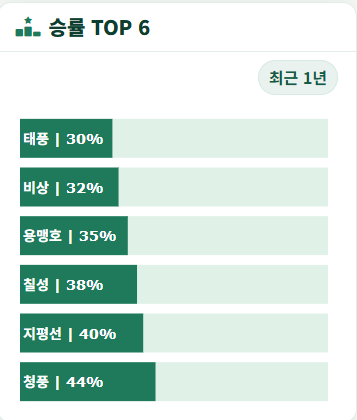 승률 TOP 6
최근 1년
태풍 | 30%
비상 | 32%
용맹호 | 35%
칠성 | 38%
지평선 | 40%
청풍 | 44%